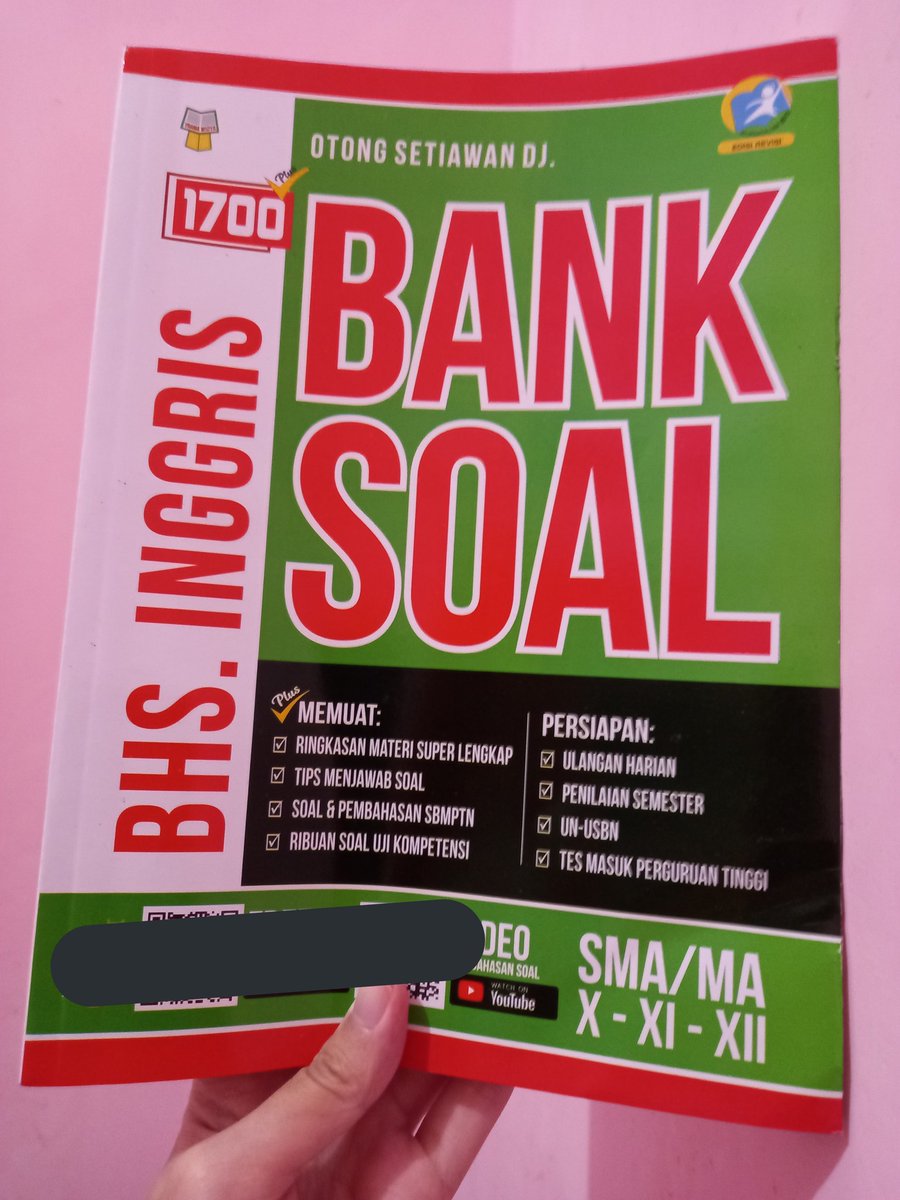 OTONG SETIAWAN DJ.
EDISI REVISI
Plus
1700
BANK
SOAL
BHS. INGGRIS
Plus
MEMUAT:
RINGKASAN MATERI SUPER LENGKAP
TIPS MENJAWAB SOAL
SOAL & PEMBAHASAN SBMPTN
RIBUAN SOAL UJI KOMPETENSI
PERSIAPAN:
ULANGAN HARIAN
PENILAIAN SEMESTER
UN-USBN
TES MASUK PERGURUAN TINGGI
DEO
BAHASAN SOAL
WATCH ON
YouTube
SMA/MA
X - XI - XII